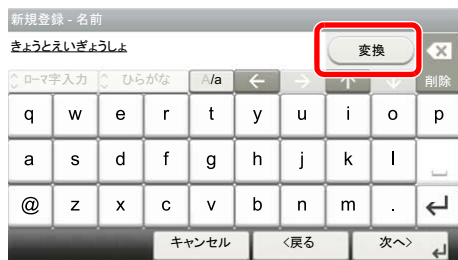 新規登録 - 名前
きょうとえいぎょうしょ
変換
ローマ字入力 ひらがな A/a ← → ↑ ↓ 削除
q w e r t y u i o p
a s d f g h j k l
@ z x c v b n m .
キャンセル <戻る 次へ>